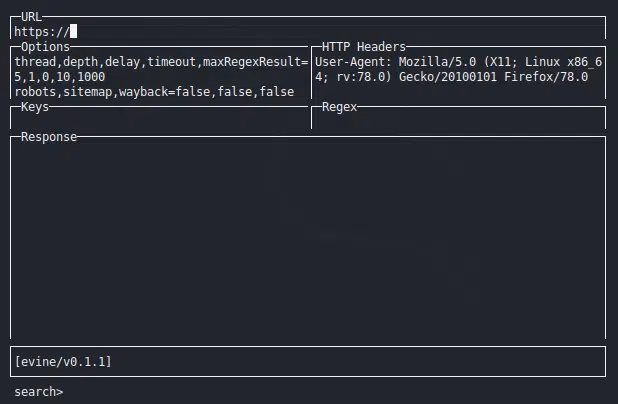 URL
https://
Options
thread,depth,delay,timeout,maxRegexResult=
5,1,0,10,1000
robots,sitemap,wayback=false,false,false
HTTP Headers
User-Agent: Mozilla/5.0 (X11; Linux x86_6
4; rv:78.0) Gecko/20100101 Firefox/78.0
Keys
Regex
Response
[evine/v0.1.1]
search>